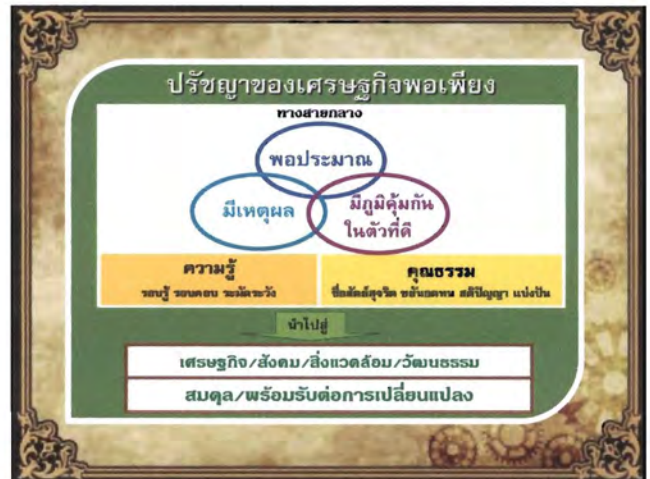 ปรัชญาของเศรษฐกิจพอเพียง
ทางสายกลาง
พอประมาณ
มีเหตุผล
มีภูมิคุ้มกัน
ในตัวที่ดี
ความรู้
รอบรู้ รอบคอบ ระมัดระวัง
คุณธรรม
ซื่อสัตย์สุจริต ขยันอดทน สติปัญญา แบ่งปัน
นำไปสู่
เศรษฐกิจ/สังคม/สิ่งแวดล้อม/วัฒนธรรม
สมดุล/พร้อมรับต่อการเปลี่ยนแปลง